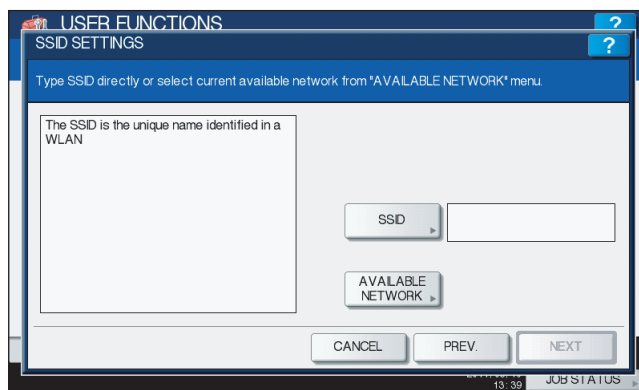 USER FUNCTIONS
?
SSID SETTINGS
?
Type SSID directly or select current available network from "AVAILABLE NETWORK" menu.
The SSID is the unique name identified in a
WLAN
SSID
AVAILABLE
NETWORK
CANCEL
PREV.
NEXT
13:39
JOB STATUS